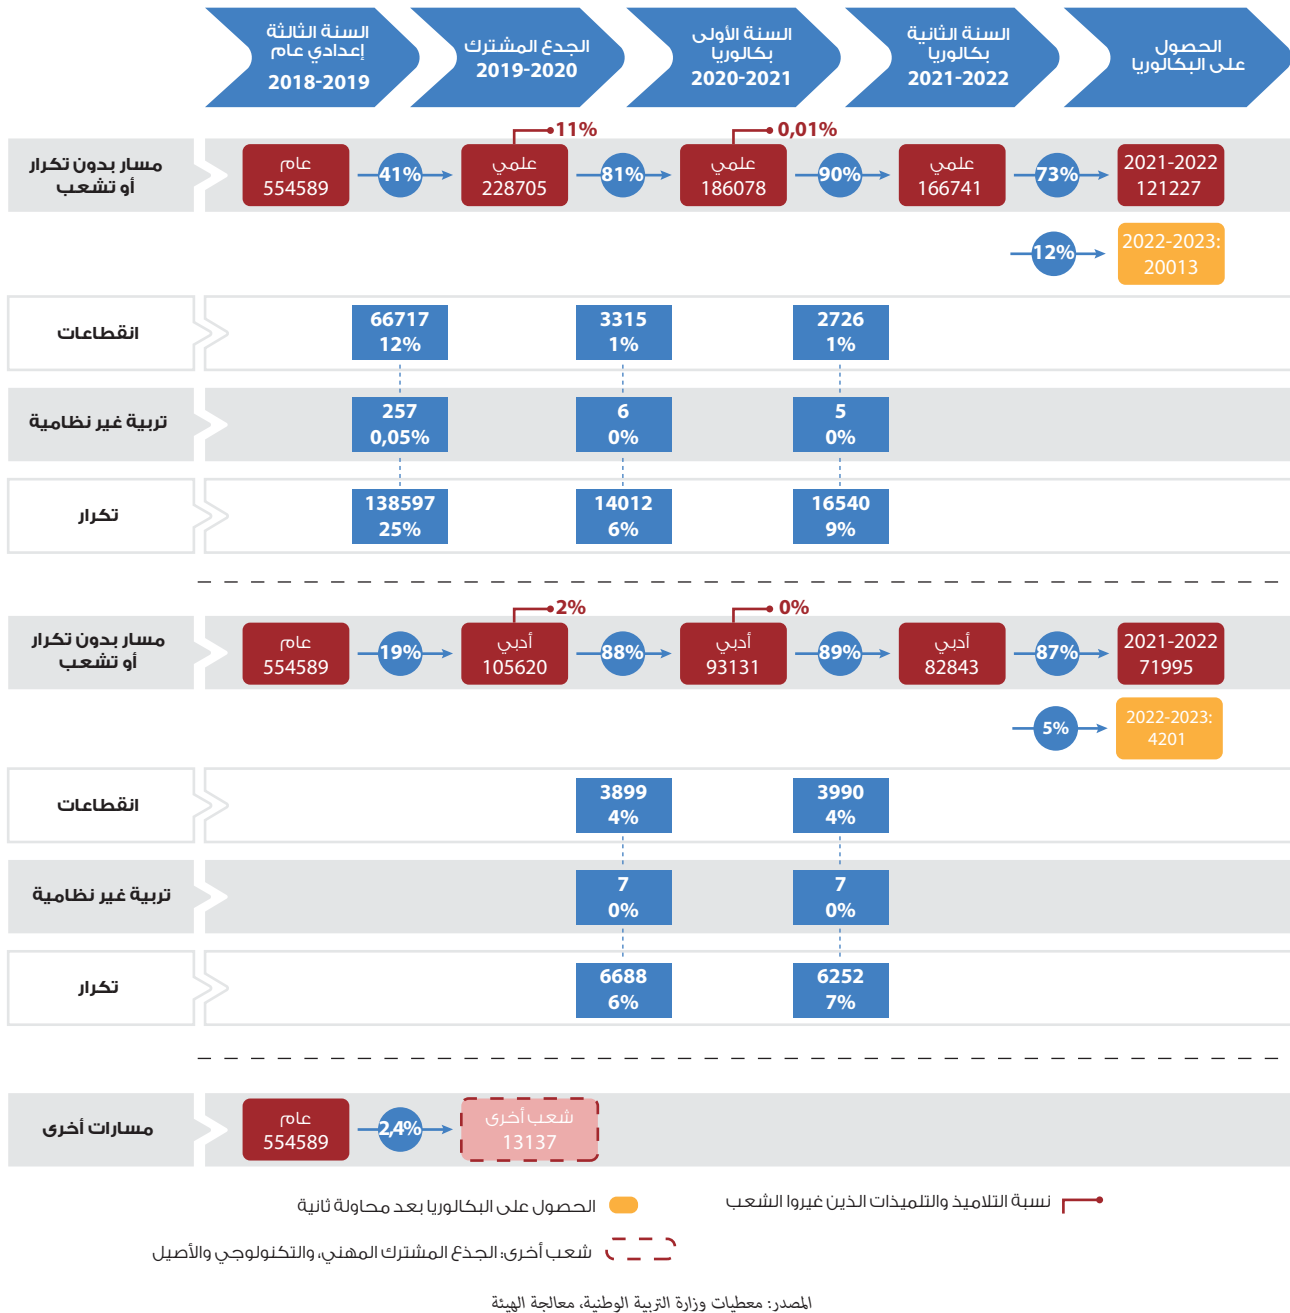 السنة الثالثة
إعدادي عام
2018-2019
الجدع المشترك
2019-2020
السنة الأولى
بكالوريا
2020-2021
السنة الثانية
بكالوريا
2021-2022
الحصول
على البكالوريا
11%
0,01%
مسار بدون تكرار
أو تشعب
عام
554589
41%
علمي
228705
81%
علمي
186078
90%
علمي
166741
73%
2021-2022
121227
12%
2022-2023:
20013
انقطاعات
66717
12%
3315
1%
2726
1%
تربية غير نظامية
257
0,05%
6
0%
5
0%
تكرار
138597
25%
14012
6%
16540
9%
2%
0%
مسار بدون تكرار
أو تشعب
عام
554589
19%
أدبي
105620
88%
أدبي
93131
89%
أدبي
82843
87%
2021-2022
71995
5%
2022-2023:
4201
انقطاعات
3899
4%
3990
4%
تربية غير نظامية
7
0%
7
0%
تكرار
6688
6%
6252
7%
مسارات أخرى
عام
554589
2,4%
شعب أخرى
13137
نسبة التلاميذ والتلميذات الذين غيروا الشعب
الحصول على البكالوريا بعد محاولة ثانية
شعب أخرى: الجذع المشترك المهني، والتكنولوجي والأصيل
المصدر: معطيات وزارة التربية الوطنية، معالجة الهيئة